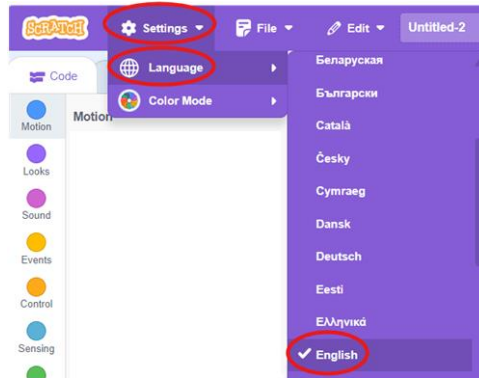 SCRATCH Settings File Edit Untitled-2
Code
Language
Color Mode
Motion
Motion
Looks
Sound
Events
Control
Sensing
Беларуская
Български
Català
Česky
Cymraeg
Dansk
Deutsch
Eesti
Ελληνικά
English